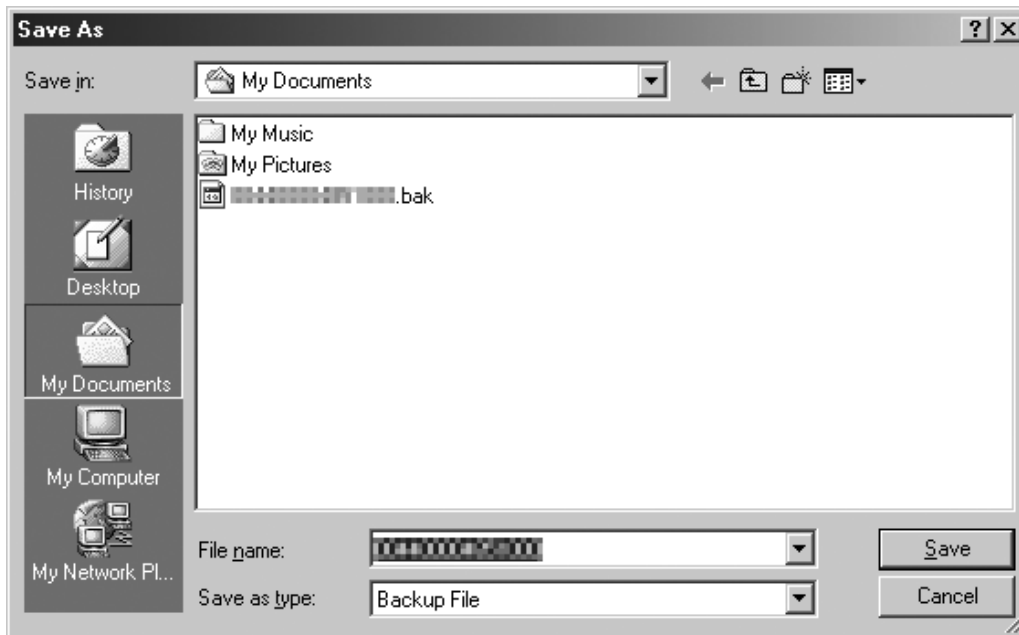 Save As
Save in:
My Documents
My Music
My Pictures
.bak
History
Desktop
My Documents
My Computer
My Network Pl...
File name:
Save
Save as type:
Backup File
Cancel